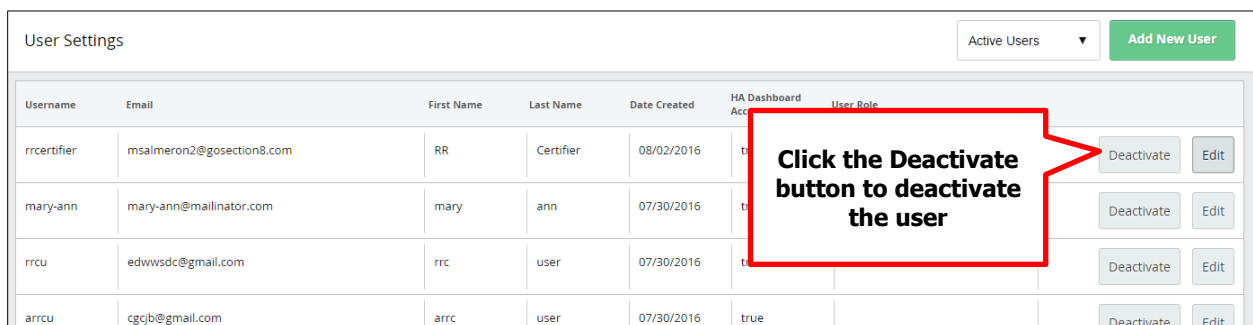 User Settings
Active Users ▼
Add New User
Username Email First Name Last Name Date Created HA Dashboard User Role
rrcertifier msalmeron2@gosection8.com RR Certifier 08/02/2016 Deactivate Edit
Click the Deactivate
button to deactivate
the user
mary-ann mary-ann@mailinator.com mary ann 07/30/2016 Deactivate Edit
rrcu edwwsdc@gmail.com rrc user 07/30/2016 Deactivate Edit
arrcu cgcjb@gmail.com arrc user 07/30/2016 true Deactivate Edit